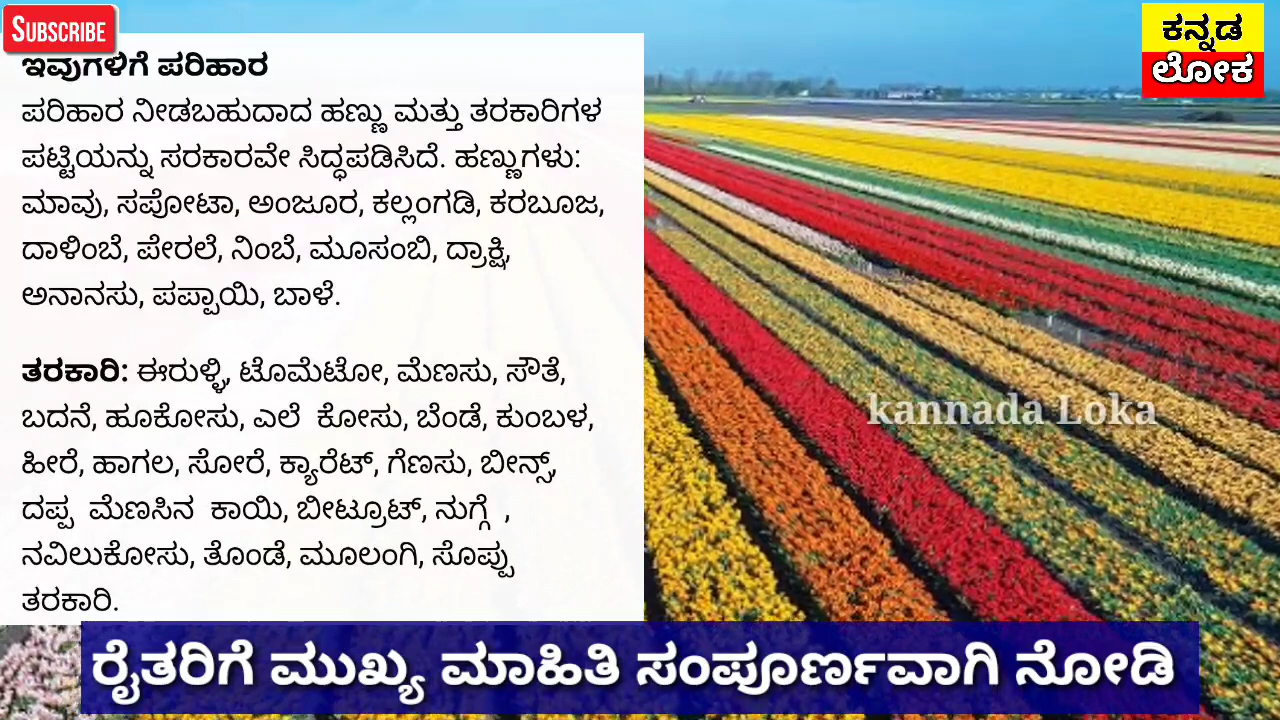 SUBSCRIBE
ಕನ್ನಡ
ಲೋಕ
ಇವುಗಳಿಗೆ ಪರಿಹಾರ
ಪರಿಹಾರ ನೀಡಬಹುದಾದ ಹಣ್ಣು ಮತ್ತು ತರಕಾರಿಗಳ
ಪಟ್ಟಿಯನ್ನು ಸರಕಾರವೇ ಸಿದ್ಧಪಡಿಸಿದೆ. ಹಣ್ಣುಗಳು:
ಮಾವು, ಸಪೋಟಾ, ಅಂಜೂರ, ಕಲ್ಲಂಗಡಿ, ಕರಬೂಜ,
ದಾಳಿಂಬೆ, ಪೇರಲೆ, ನಿಂಬೆ, ಮೂಸಂಬಿ, ದ್ರಾಕ್ಷಿ,
ಅನಾನಸು, ಪಪ್ಪಾಯಿ, ಬಾಳೆ.
ತರಕಾರಿ: ಈರುಳ್ಳಿ, ಟೊಮೆಟೋ, ಮೆಣಸು, ಸೌತೆ,
ಬದನೆ, ಹೂಕೋಸು, ಎಲೆ ಕೋಸು, ಬೆಂಡೆ, ಕುಂಬಳ,
ಹೀರೆ, ಹಾಗಲ, ಸೋರೆ, ಕ್ಯಾರೆಟ್, ಗೆಣಸು, ಬೀನ್ಸ್,
ದಪ್ಪ ಮೆಣಸಿನ ಕಾಯಿ, ಬೀಟ್ರೂಟ್, ನುಗ್ಗೆ ,
ನವಿಲುಕೋಸು, ತೊಂಡೆ, ಮೂಲಂಗಿ, ಸೊಪ್ಪು
ತರಕಾರಿ.
kannada Loka
ರೈತರಿಗೆ ಮುಖ್ಯ ಮಾಹಿತಿ ಸಂಪೂರ್ಣವಾಗಿ ನೋಡಿ